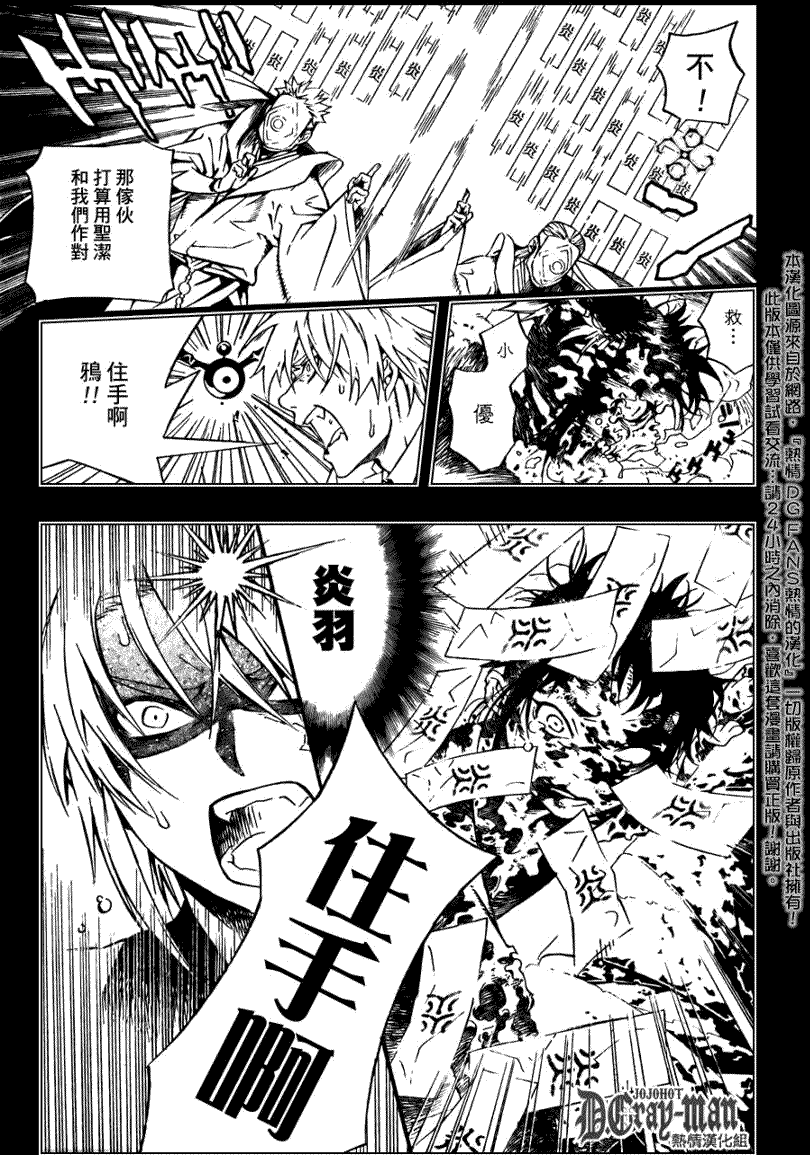 不！
那傢伙
打算用聖潔
和我們作對
救…
小
優
住手啊
鴉!!
炎羽
住手啊
本漢化圖源來自於網路，『熱情DGFANS熱情的漢化』一切版權歸原作者與出版社擁有！
此版本僅供學習試看交流…請24小時之內消除，喜歡這套漫畫請購買正版！謝謝。
JOJOHOT
D.Gray-man
熱情漢化組